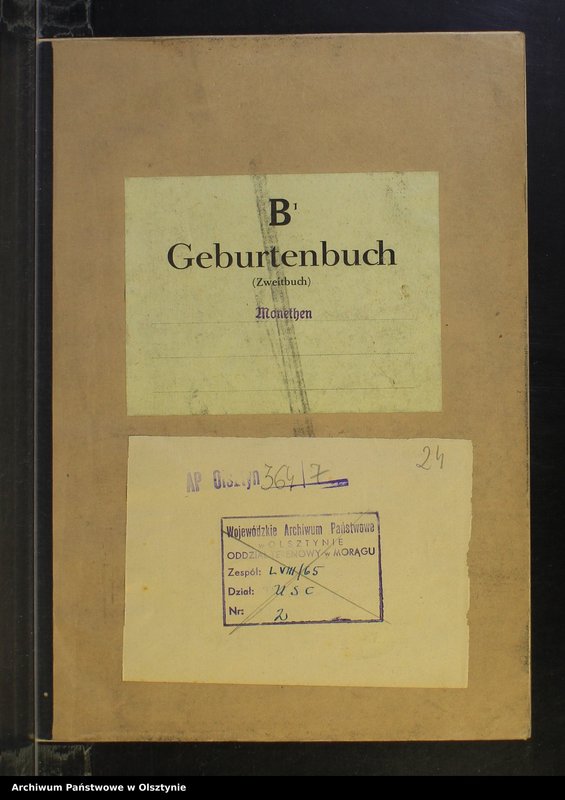 B¹
Geburtenbuch
(Zweitbuch)
Monethen
24
AP Olsztyn 364/7
Wojewódzkie Archiwum Państwowe
w OLSZTYNIE
ODDZIAŁ TERENOWY w MORĄGU
Zespół: L VIII/65
Dział: USC
Nr: 2
Archiwum Państwowe w Olsztynie